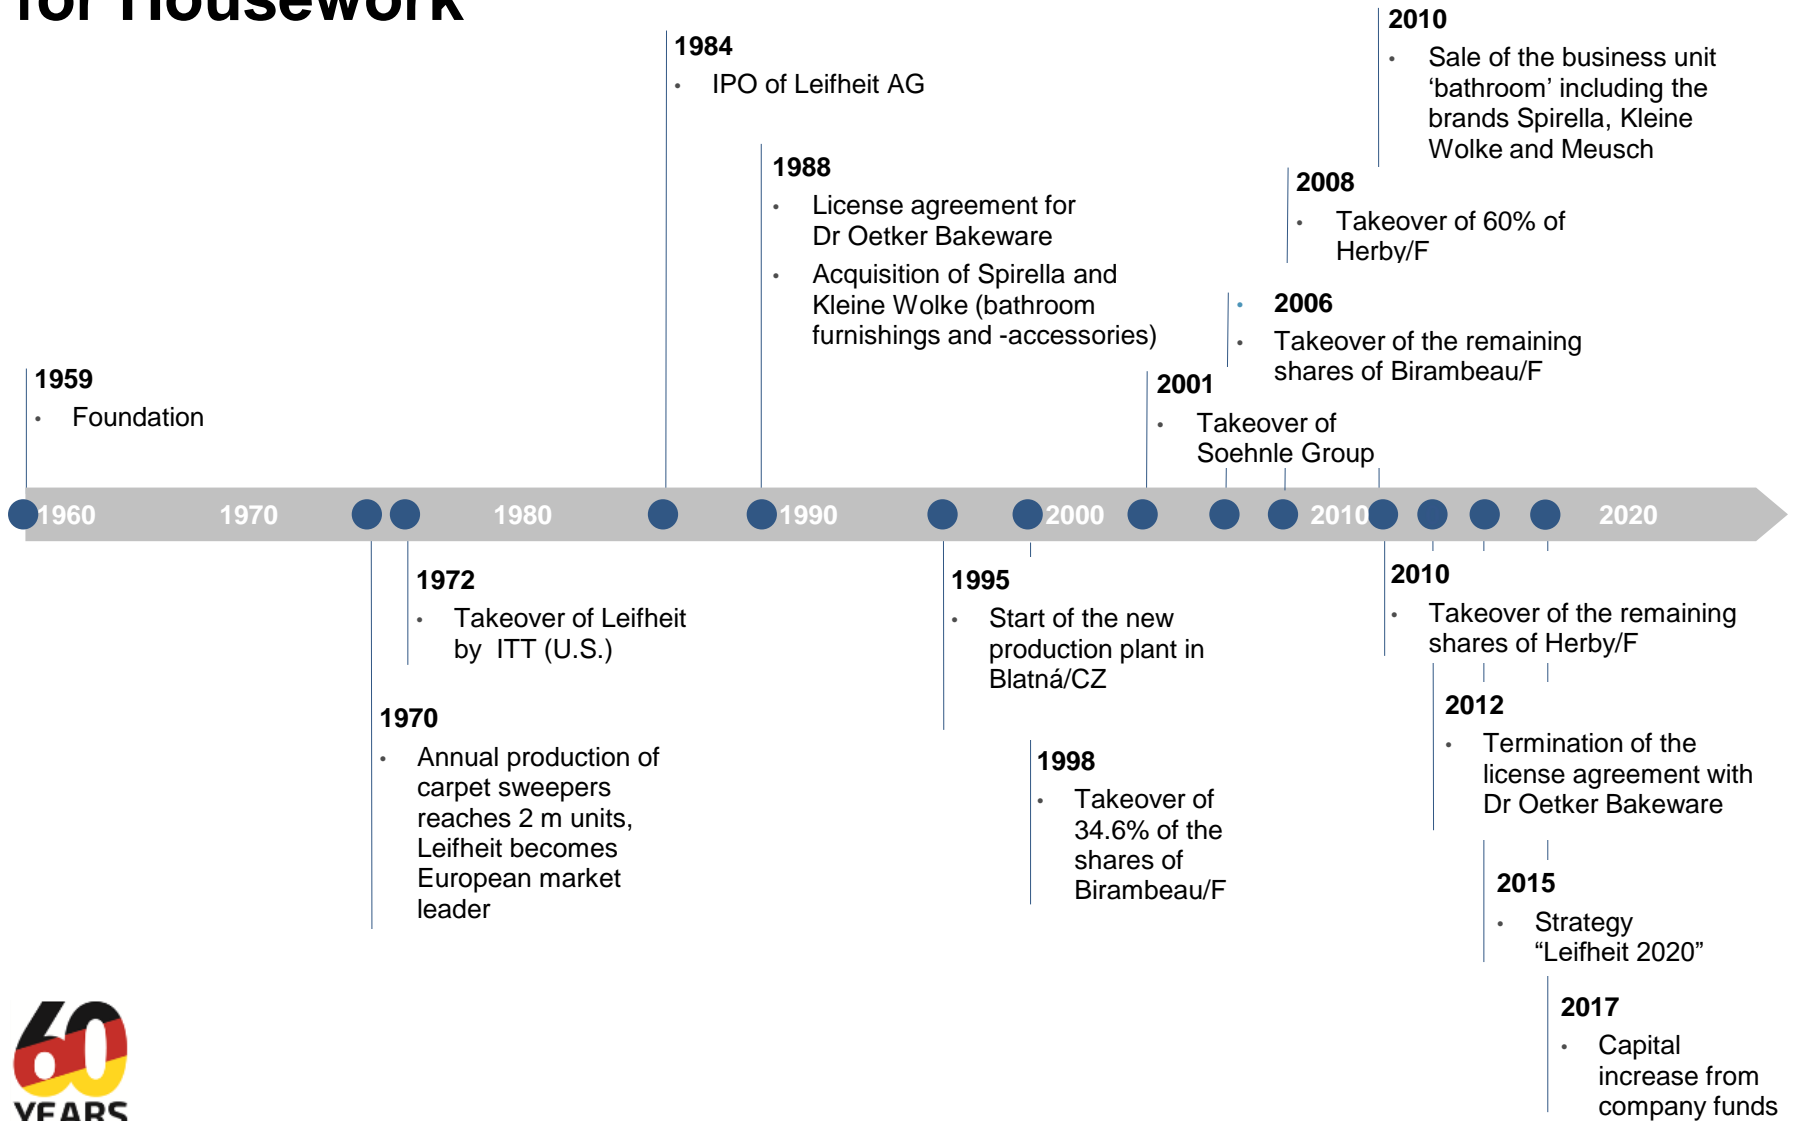 for Housework
1959
• Foundation
1984
• IPO of Leifheit AG
1988
• License agreement for
Dr Oetker Bakeware
• Acquisition of Spirella and
Kleine Wolke (bathroom
furnishings and -accessories)
2001
• Takeover of
Soehnle Group
• 2006
• Takeover of the remaining
shares of Birambeau/F
2008
• Takeover of 60% of
Herby/F
2010
• Sale of the business unit
‘bathroom’ including the
brands Spirella, Kleine
Wolke and Meusch
1960 1970 1980 1990 2000 2010 2020
1970
• Annual production of
carpet sweepers
reaches 2 m units,
Leifheit becomes
European market
leader
1972
• Takeover of Leifheit
by ITT (U.S.)
1995
• Start of the new
production plant in
Blatná/CZ
1998
• Takeover of
34.6% of the
shares of
Birambeau/F
2010
• Takeover of the remaining
shares of Herby/F
2012
• Termination of the
license agreement with
Dr Oetker Bakeware
2015
• Strategy
“Leifheit 2020”
2017
• Capital
increase from
company funds
60
YEARS